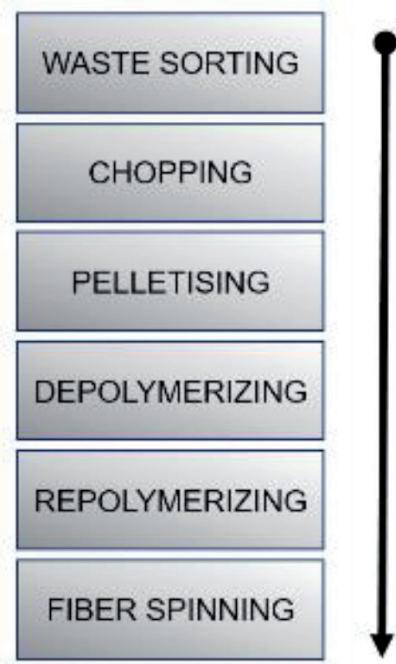 WASTE SORTING
CHOPPING
PELLETISING
DEPOLYMERIZING
REPOLYMERIZING
FIBER SPINNING